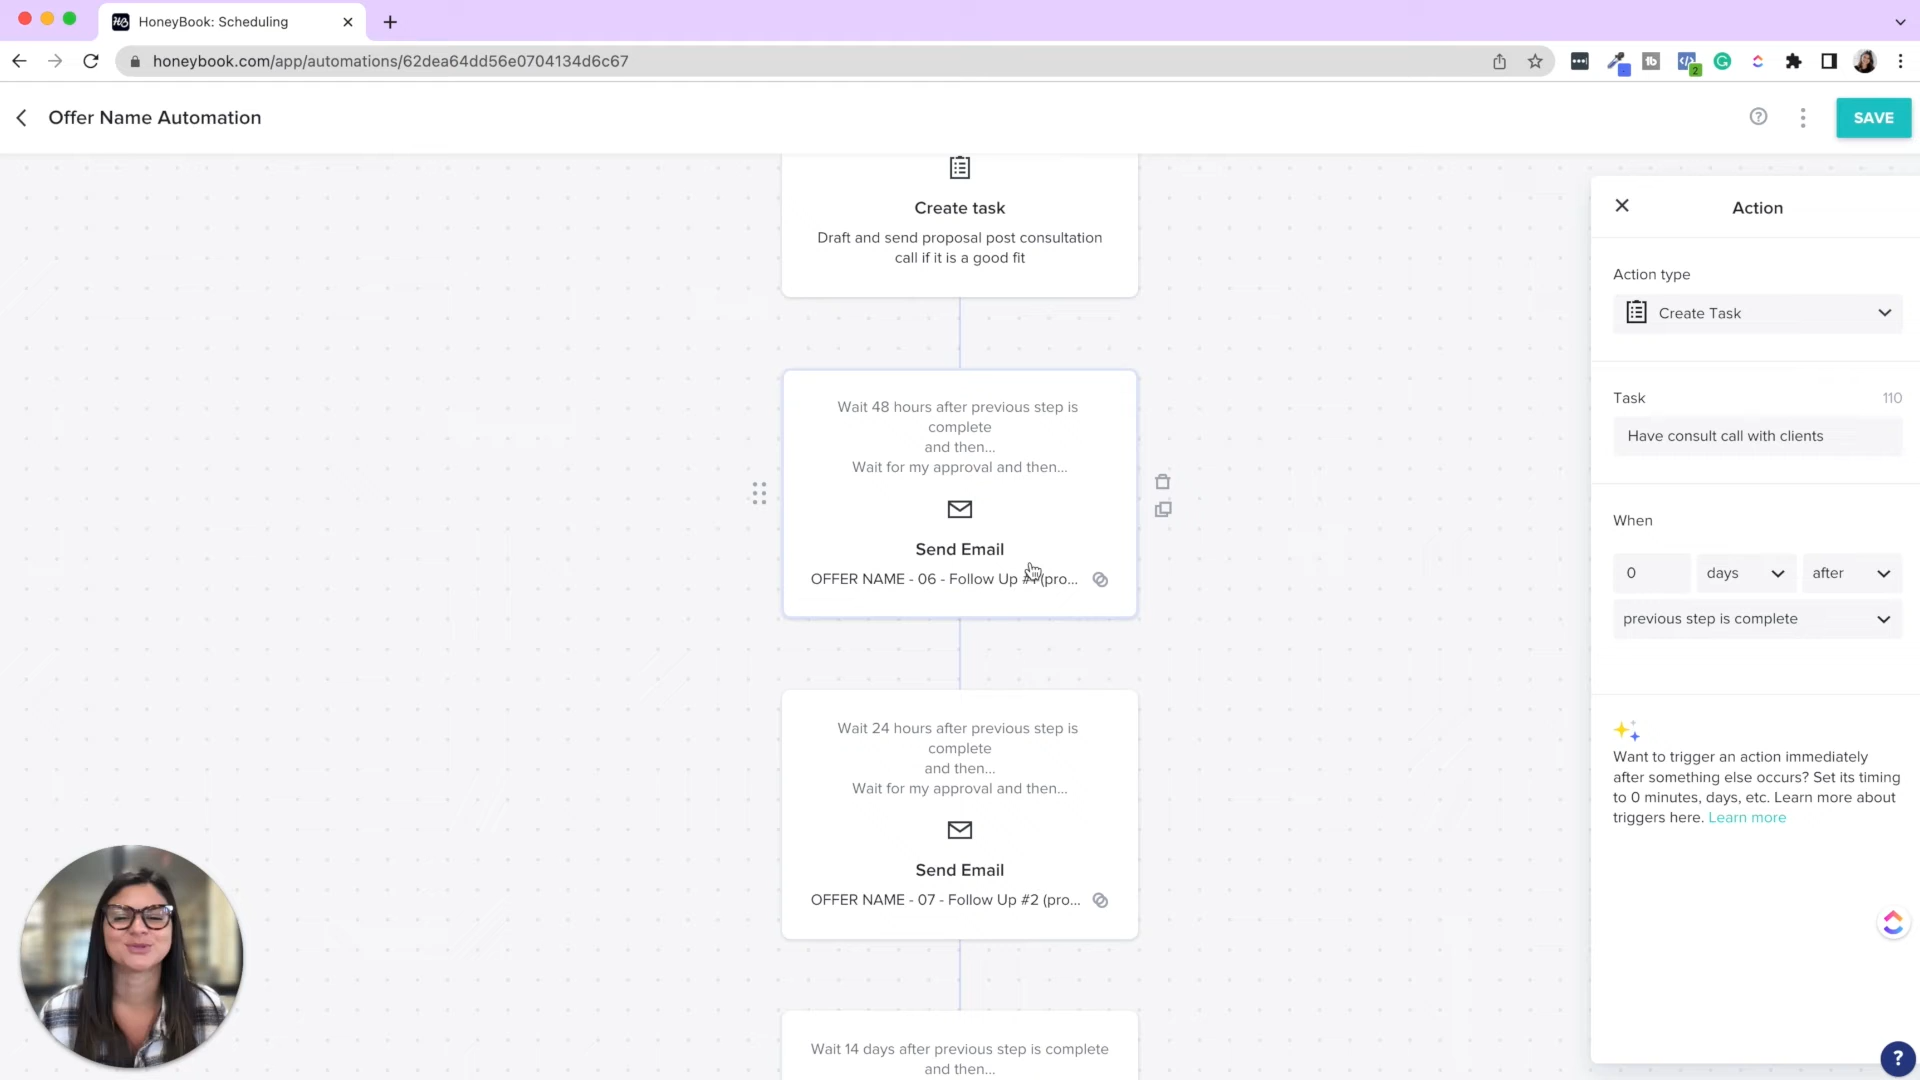 HB
HoneyBook: Scheduling
honeybook.com/app/automations/62dea64dd56e0704134d6c67
tb
2
Offer Name Automation
SAVE
Create task
Draft and send proposal post consultation
call if it is a good fit
Wait 48 hours after previous step is
complete
and then...
Wait for my approval and then...
Send Email
OFFER NAME - 06 - Follow Up #1 (pro...
Wait 24 hours after previous step is
complete
and then...
Wait for my approval and then...
Send Email
OFFER NAME - 07 - Follow Up #2 (pro...
Wait 14 days after previous step is complete
and then...
Action
Action type
Create Task
Task
110
Have consult call with clients
When
0
days
after
previous step is complete
Want to trigger an action immediately
after something else occurs? Set its timing
to 0 minutes, days, etc. Learn more about
triggers here. Learn more
?